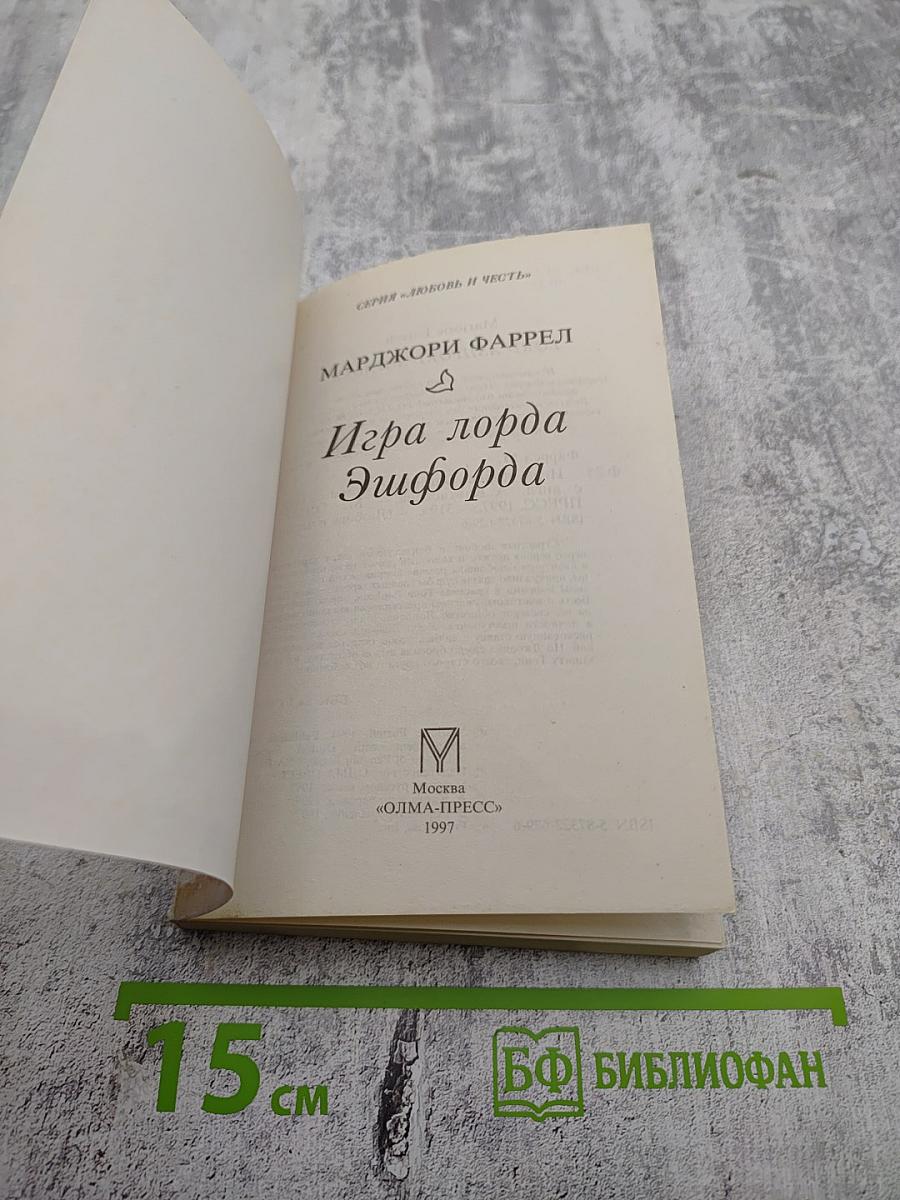 СЕРИЯ «ЛЮБОВЬ И ЧЕСТЬ»
МАРДЖОРИ ФАРРЕЛ
Игра лорда
Эшфорда
Москва
«ОЛМА-ПРЕСС»
1997
15 см
БФ БИБЛИОФАН